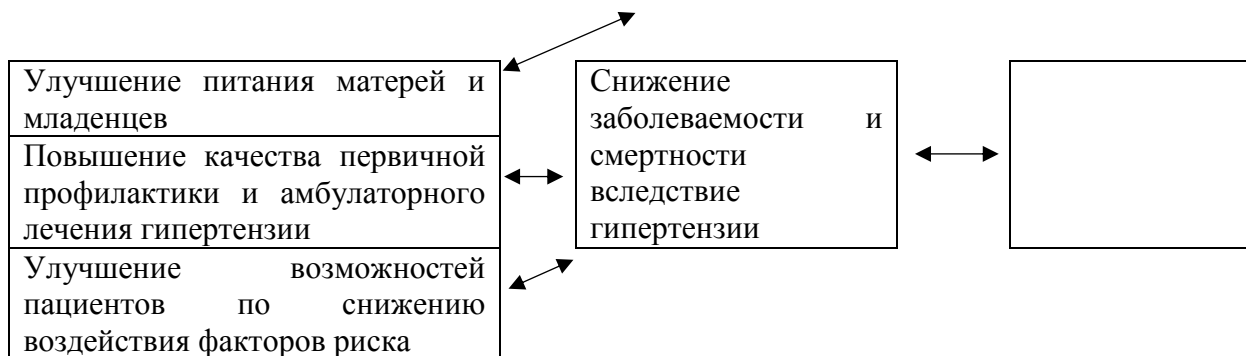 Улучшение питания матерей и
младенцев
Повышение качества первичной
профилактики и амбулаторного
лечения гипертензии
Улучшение возможностей
пациентов по снижению
воздействия факторов риска
Снижение
заболеваемости и
смертности
вследствие
гипертензии